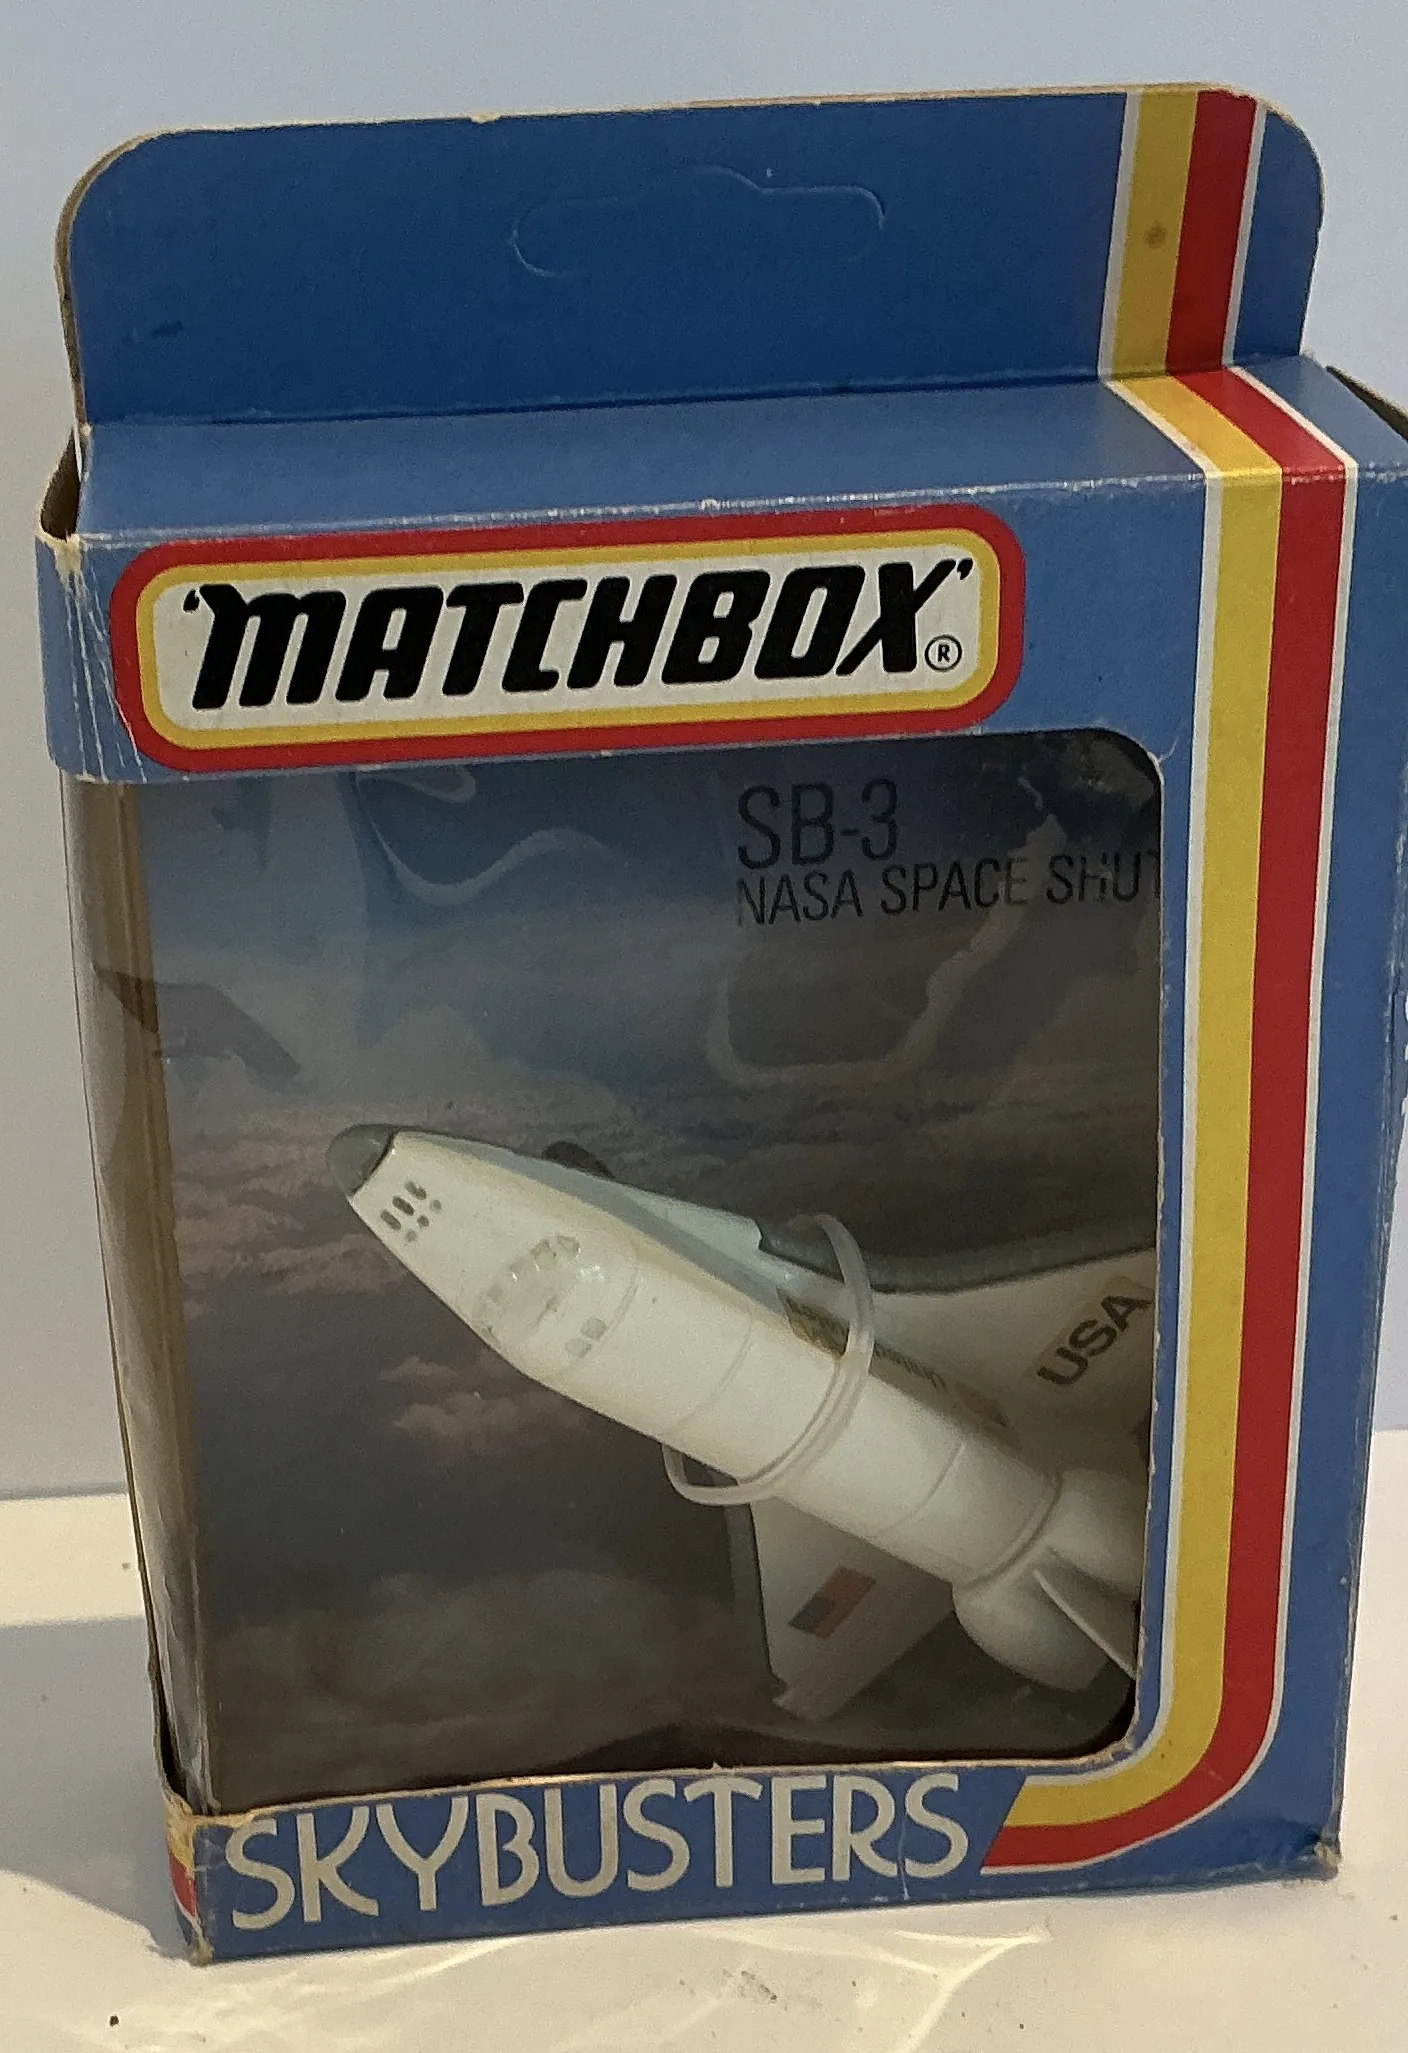 'MATCHBOX'®
SB-3
NASA SPACE SHUT
USA
SKYBUSTERS